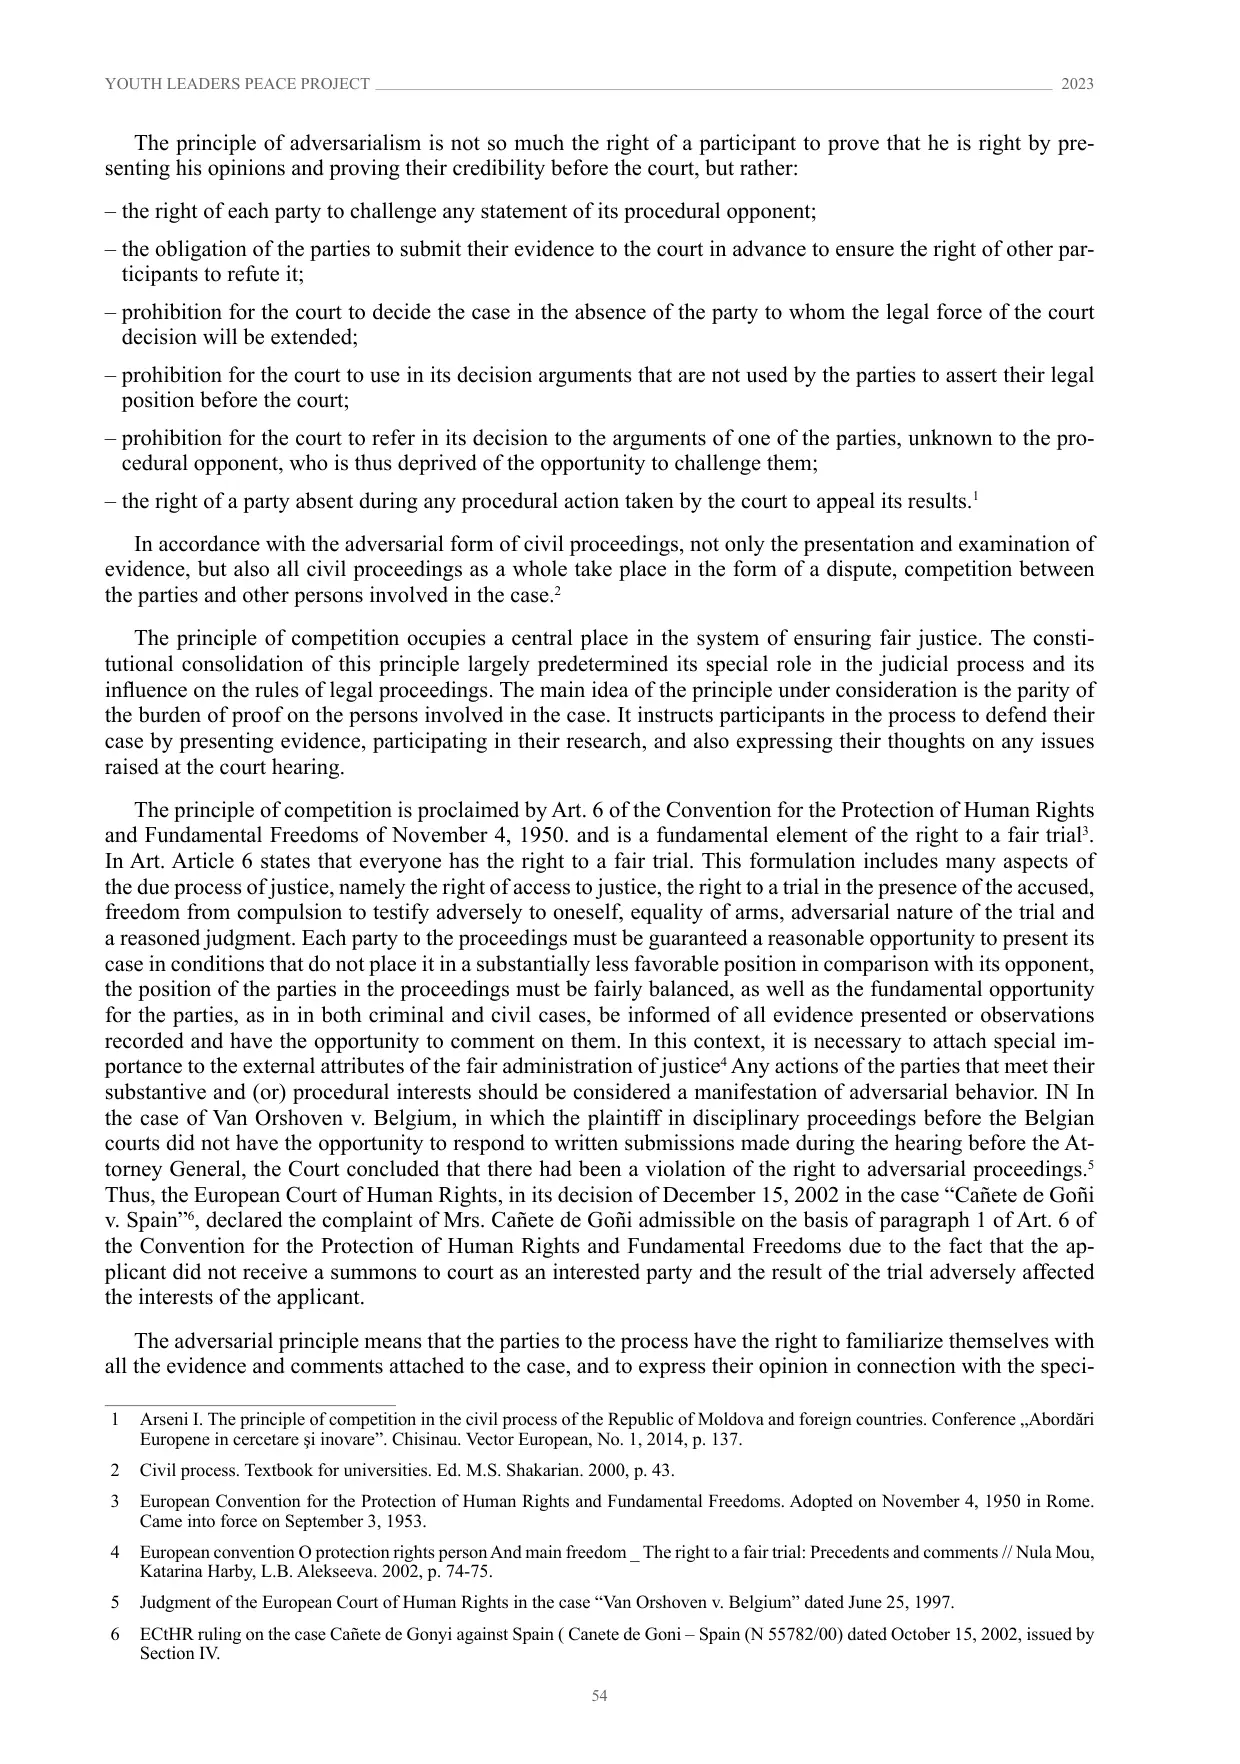 YOUTH LEADERS PEACE PROJECT 2023
The principle of adversarialism is not so much the right of a participant to prove that he is right by pre-
senting his opinions and proving their credibility before the court, but rather:
– the right of each party to challenge any statement of its procedural opponent;
– the obligation of the parties to submit their evidence to the court in advance to ensure the right of other par-
ticipants to refute it;
– prohibition for the court to decide the case in the absence of the party to whom the legal force of the court
decision will be extended;
– prohibition for the court to use in its decision arguments that are not used by the parties to assert their legal
position before the court;
– prohibition for the court to refer in its decision to the arguments of one of the parties, unknown to the pro-
cedural opponent, who is thus deprived of the opportunity to challenge them;
– the right of a party absent during any procedural action taken by the court to appeal its results.1
In accordance with the adversarial form of civil proceedings, not only the presentation and examination of
evidence, but also all civil proceedings as a whole take place in the form of a dispute, competition between
the parties and other persons involved in the case.2
The principle of competition occupies a central place in the system of ensuring fair justice. The consti-
tutional consolidation of this principle largely predetermined its special role in the judicial process and its
influence on the rules of legal proceedings. The main idea of the principle under consideration is the parity of
the burden of proof on the persons involved in the case. It instructs participants in the process to defend their
case by presenting evidence, participating in their research, and also expressing their thoughts on any issues
raised at the court hearing.
The principle of competition is proclaimed by Art. 6 of the Convention for the Protection of Human Rights
and Fundamental Freedoms of November 4, 1950. and is a fundamental element of the right to a fair trial3.
In Art. Article 6 states that everyone has the right to a fair trial. This formulation includes many aspects of
the due process of justice, namely the right of access to justice, the right to a trial in the presence of the accused,
freedom from compulsion to testify adversely to oneself, equality of arms, adversarial nature of the trial and
a reasoned judgment. Each party to the proceedings must be guaranteed a reasonable opportunity to present its
case in conditions that do not place it in a substantially less favorable position in comparison with its opponent,
the position of the parties in the proceedings must be fairly balanced, as well as the fundamental opportunity
for the parties, as in in both criminal and civil cases, be informed of all evidence presented or observations
recorded and have the opportunity to comment on them. In this context, it is necessary to attach special im-
portance to the external attributes of the fair administration of justice4 Any actions of the parties that meet their
substantive and (or) procedural interests should be considered a manifestation of adversarial behavior. IN In
the case of Van Orshoven v. Belgium, in which the plaintiff in disciplinary proceedings before the Belgian
courts did not have the opportunity to respond to written submissions made during the hearing before the At-
torney General, the Court concluded that there had been a violation of the right to adversarial proceedings.5
Thus, the European Court of Human Rights, in its decision of December 15, 2002 in the case “Cañete de Goñi
v. Spain”6, declared the complaint of Mrs. Cañete de Goñi admissible on the basis of paragraph 1 of Art. 6 of
the Convention for the Protection of Human Rights and Fundamental Freedoms due to the fact that the ap-
plicant did not receive a summons to court as an interested party and the result of the trial adversely affected
the interests of the applicant.
The adversarial principle means that the parties to the process have the right to familiarize themselves with
all the evidence and comments attached to the case, and to express their opinion in connection with the speci-
1 Arseni I. The principle of competition in the civil process of the Republic of Moldova and foreign countries. Conference „Abordări
Europene in cercetare şi inovare”. Chisinau. Vector European, No. 1, 2014, p. 137.
2 Civil process. Textbook for universities. Ed. M.S. Shakarian. 2000, p. 43.
3 European Convention for the Protection of Human Rights and Fundamental Freedoms. Adopted on November 4, 1950 in Rome.
Came into force on September 3, 1953.
4 European convention O protection rights person And main freedom _ The right to a fair trial: Precedents and comments // Nula Mou,
Katarina Harby, L.B. Alekseeva. 2002, p. 74-75.
5 Judgment of the European Court of Human Rights in the case “Van Orshoven v. Belgium” dated June 25, 1997.
6 ECtHR ruling on the case Cañete de Gonyi against Spain ( Canete de Goni – Spain (N 55782/00) dated October 15, 2002, issued by
Section IV.
54